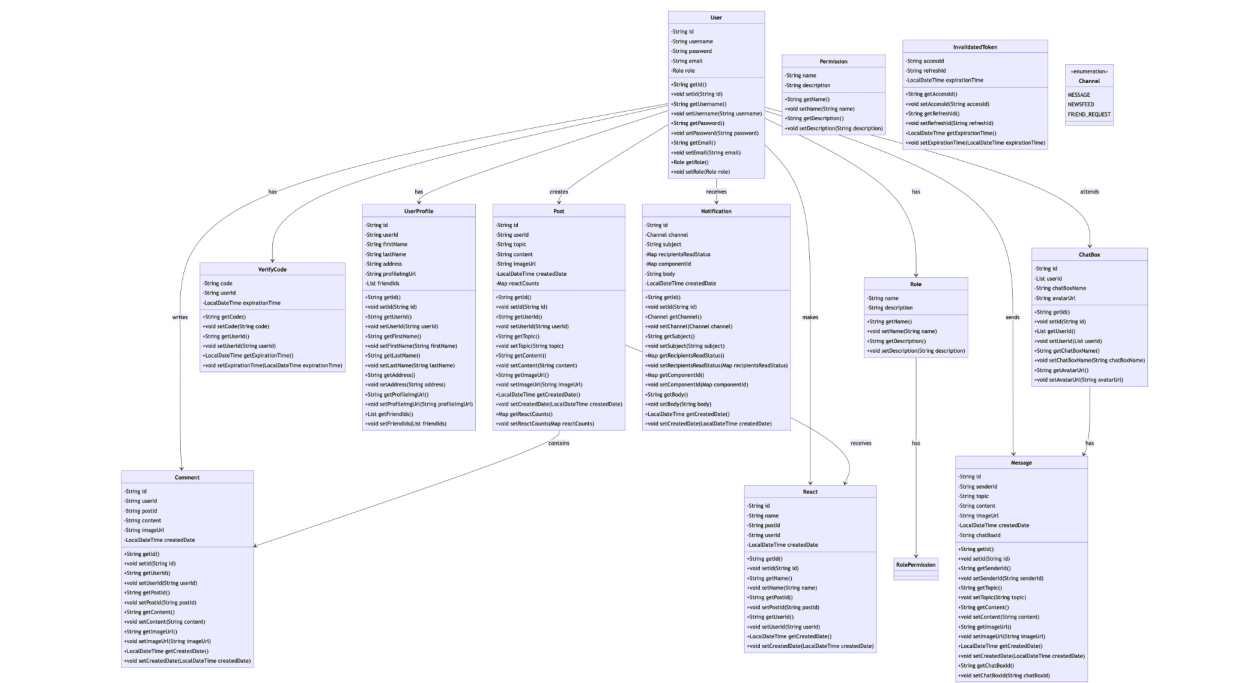 User
-String id
-String username
-String password
-String email
-Role role
+String getId()
+void setId(String id)
+String getUsername()
+void setUsername(String username)
+String getPassword()
+void setPassword(String password)
+String getEmail()
+void setEmail(String email)
+Role getRole()
+void setRole(Role role)
Permission
-String name
-String description
+String getName()
+void setName(String name)
+String getDescription()
+void setDescription(String description)
InvalidatedToken
-String accessId
-String refreshId
-LocalDateTime expirationTime
+String getAccessId()
+void setAccessId(String accessId)
+String getRefreshId()
+void setRefreshId(String refreshId)
+LocalDateTime getExpirationTime()
+void setExpirationTime(LocalDateTime expirationTime)
«enumeration»
Channel
MESSAGE
NEWSFEED
FRIEND_REQUEST
has
has
creates
receives
has
attends
writes
makes
sends
VerifyCode
-String code
-String userId
-LocalDateTime expirationTime
+String getCode()
+void setCode(String code)
+String getUserId()
+void setUserId(String userId)
+LocalDateTime getExpirationTime()
+void setExpirationTime(LocalDateTime expirationTime)
UserProfile
-String id
-String userId
-String firstName
-String lastName
-String address
-String profileImgUrl
-List friendIds
+String getId()
+void setId(String id)
+String getUserId()
+void setUserId(String userId)
+String getFirstName()
+void setFirstName(String firstName)
+String getLastName()
+void setLastName(String lastName)
+String getAddress()
+void setAddress(String address)
+String getProfileImgUrl()
+void setProfileImgUrl(String profileImgUrl)
+List getFriendIds()
+void setFriendIds(List friendIds)
Post
-String id
-String userId
-String topic
-String content
-String imageUrl
-LocalDateTime createdDate
-Map reactCounts
+String getId()
+void setId(String id)
+String getUserId()
+void setUserId(String userId)
+String getTopic()
+void setTopic(String topic)
+String getContent()
+void setContent(String content)
+String getImageUrl()
+void setImageUrl(String imageUrl)
+LocalDateTime getCreatedDate()
+void setCreatedDate(LocalDateTime createdDate)
+Map getReactCounts()
+void setReactCounts(Map reactCounts)
Notification
-String id
-Channel channel
-String subject
-Map recipientsReadStatus
-Map componentId
-String body
-LocalDateTime createdDate
+String getId()
+void setId(String id)
+Channel getChannel()
+void setChannel(Channel channel)
+String getSubject()
+void setSubject(String subject)
+Map getRecipientsReadStatus()
+void setRecipientsReadStatus(Map recipientsReadStatus)
+Map getComponentId()
+void setComponentId(Map componentId)
+String getBody()
+void setBody(String body)
+LocalDateTime getCreatedDate()
+void setCreatedDate(LocalDateTime createdDate)
Role
-String name
-String description
+String getName()
+void setName(String name)
+String getDescription()
+void setDescription(String description)
ChatBox
-String id
-List userId
-String chatBoxName
-String avatarUrl
+String getId()
+void setId(String id)
+List getUserId()
+void setUserId(List userId)
+String getChatBoxName()
+void setChatBoxName(String chatBoxName)
+String getAvatarUrl()
+void setAvatarUrl(String avatarUrl)
contains
receives
has
has
Comment
-String id
-String userId
-String postId
-String content
-String imageUrl
-LocalDateTime createdDate
+String getId()
+void setId(String id)
+String getUserId()
+void setUserId(String userId)
+String getPostId()
+void setPostId(String postId)
+String getContent()
+void setContent(String content)
+String getImageUrl()
+void setImageUrl(String imageUrl)
+LocalDateTime getCreatedDate()
+void setCreatedDate(LocalDateTime createdDate)
React
-String id
-String name
-String postId
-String userId
-LocalDateTime createdDate
+String getId()
+void setId(String id)
+String getName()
+void setName(String name)
+String getPostId()
+void setPostId(String postId)
+String getUserId()
+void setUserId(String userId)
+LocalDateTime getCreatedDate()
+void setCreatedDate(LocalDateTime createdDate)
RolePermission
Message
-String id
-String senderId
-String topic
-String content
-String imageUrl
-LocalDateTime createdDate
-String chatBoxId
+String getId()
+void setId(String id)
+String getSenderId()
+void setSenderId(String senderId)
+String getTopic()
+void setTopic(String topic)
+String getContent()
+void setContent(String content)
+String getImageUrl()
+void setImageUrl(String imageUrl)
+LocalDateTime getCreatedDate()
+void setCreatedDate(LocalDateTime createdDate)
+String getChatBoxId()
+void setChatBoxId(String chatBoxId)